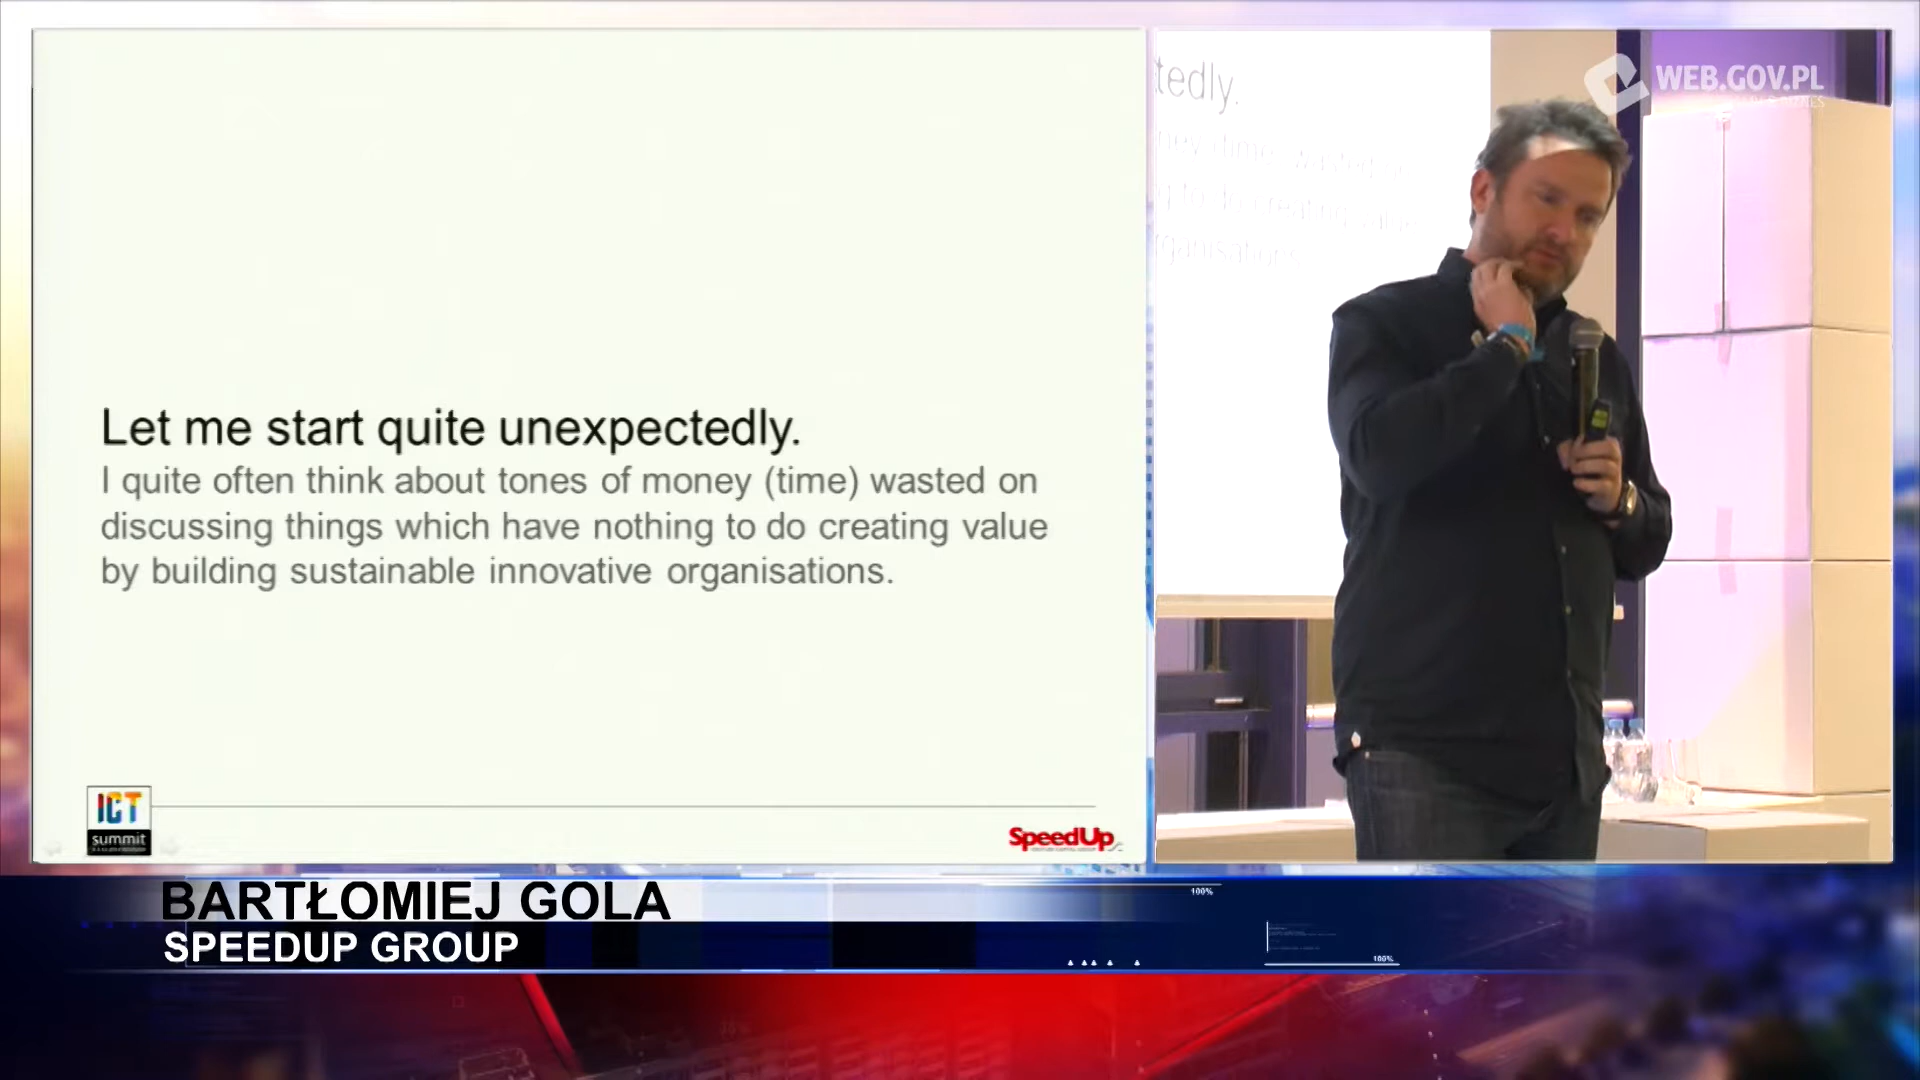 Let me start quite unexpectedly.
I quite often think about tones of money (time) wasted on
discussing things which have nothing to do creating value
by building sustainable innovative organisations.
ICT
summit
SpeedUp
tedly.
WEB.GOV.PL
BARTŁOMIEJ GOLA
SPEEDUP GROUP
100%
100%